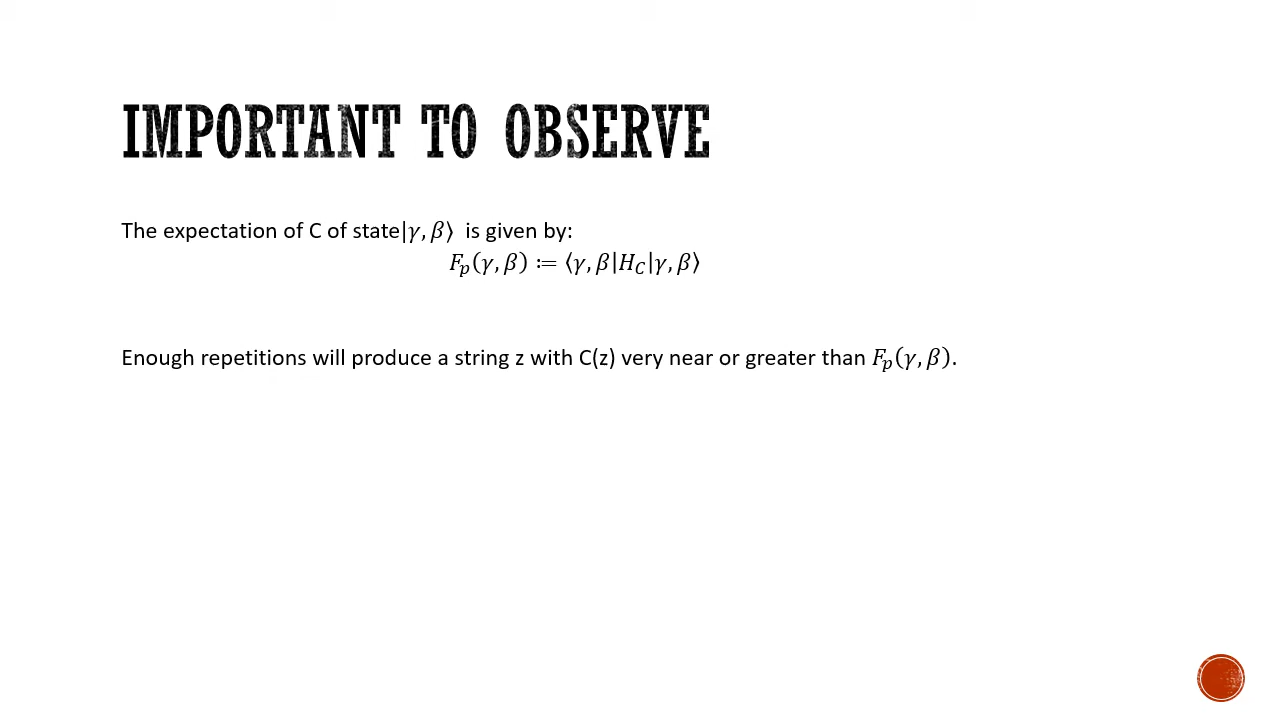 IMPORTANT TO OBSERVE
The expectation of C of state|γ, β⟩ is given by:
F_p(γ, β) ≔ ⟨γ, β|H_C|γ, β⟩
Enough repetitions will produce a string z with C(z) very near or greater than F_p(γ, β).